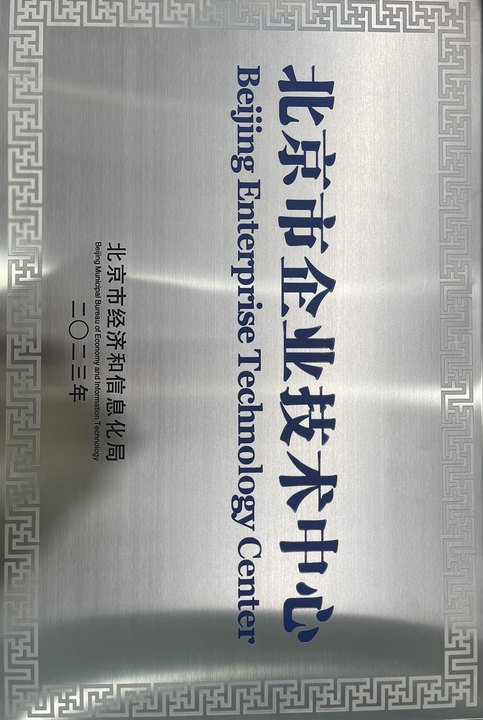 北京市企业技术中心
Beijing Enterprise Technology Center
北京市经济和信息化局
Beijing Municipal Bureau of Economy and Information Technology
二〇二三年